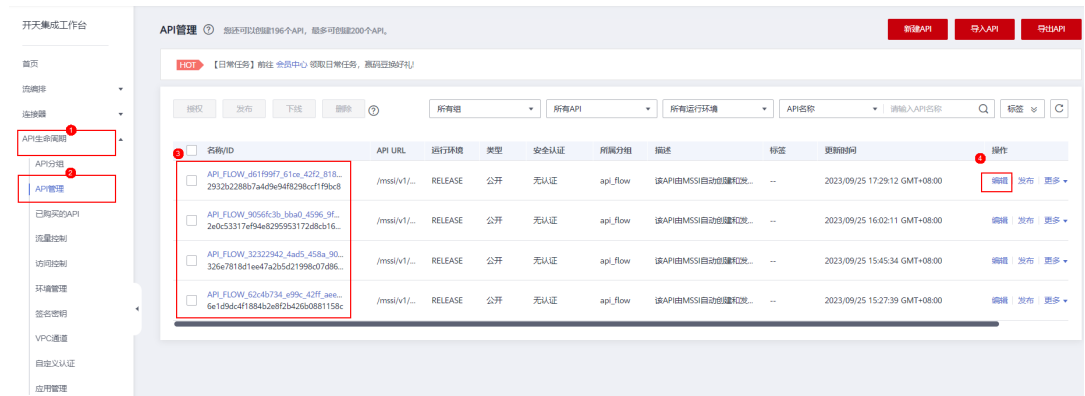 开天集成工作台
首页
流编排
连接器
1
API生命周期
API分组
2
API管理
已购买的API
流量控制
访问控制
环境管理
签名密钥
VPC通道
自定义认证
应用管理
API管理 ? 您还可以创建196个API，最多可创建200个API。
新建API 导入API 导出API
HOT 【日常任务】前往 会员中心 领取日常任务，赢码豆换好礼!
授权 发布 下线 删除 ? 所有组 所有API 所有运行环境 API名称 请输入API名称 标签
3 4
名称/ID API URL 运行环境 类型 安全认证 所属分组 描述 标签 更新时间 操作
API_FLOW_d61f99f7_61ce_42f2_818...
2932b2288b7a4d9e94f8298ccf1f9bc8
/mssi/v1/... RELEASE 公开 无认证 api_flow 该API由MSSI自动创建和发... -- 2023/09/25 17:29:12 GMT+08:00 编辑 发布 更多
API_FLOW_9056fc3b_bba0_4596_9f...
2e0c53317ef94e8295953172d8cb16...
/mssi/v1/... RELEASE 公开 无认证 api_flow 该API由MSSI自动创建和发... -- 2023/09/25 16:02:11 GMT+08:00 编辑 发布 更多
API_FLOW_32322942_4ad5_458a_90...
326e7818d1ee47a2b5d21998c07d86...
/mssi/v1/... RELEASE 公开 无认证 api_flow 该API由MSSI自动创建和发... -- 2023/09/25 15:45:34 GMT+08:00 编辑 发布 更多
API_FLOW_62c4b734_e99c_42ff_aee...
6e1d9dc4f1884b2e8f2b426b0881158c
/mssi/v1/... RELEASE 公开 无认证 api_flow 该API由MSSI自动创建和发... -- 2023/09/25 15:27:39 GMT+08:00 编辑 发布 更多